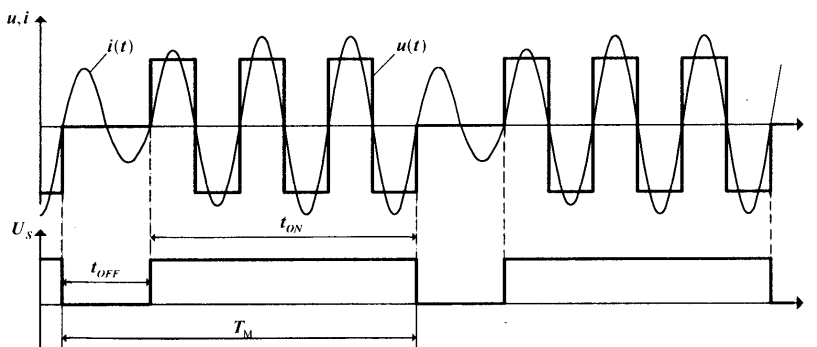 u, i
i(t)
u(t)
t_ON
U_S
t_OFF
T_M